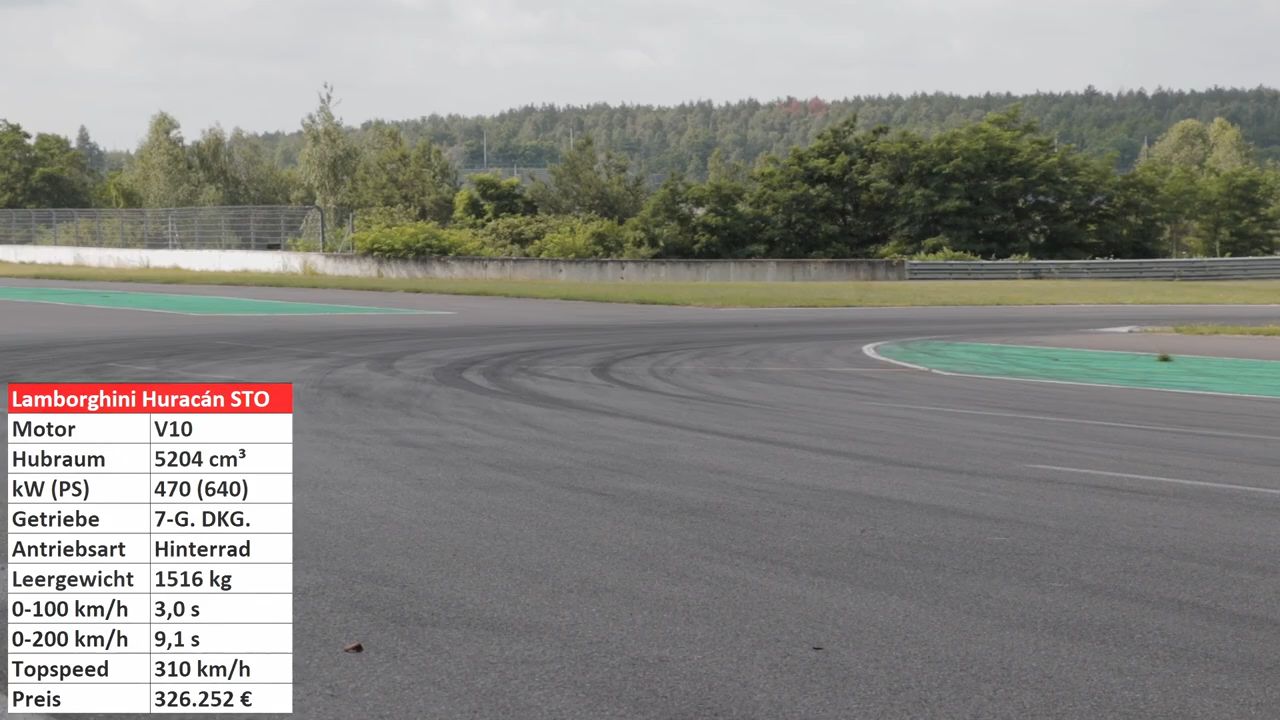 Lamborghini Huracán STO
Motor V10
Hubraum 5204 cm³
kW (PS) 470 (640)
Getriebe 7-G. DKG.
Antriebsart Hinterrad
Leergewicht 1516 kg
0-100 km/h 3,0 s
0-200 km/h 9,1 s
Topspeed 310 km/h
Preis 326.252 €